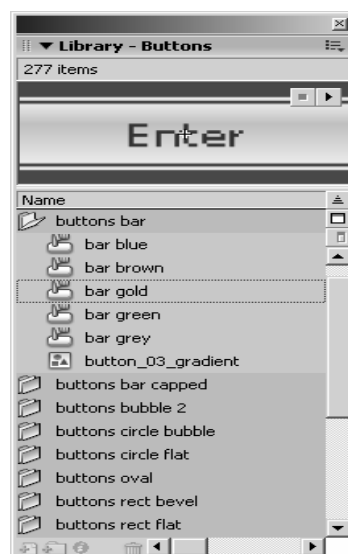 Library - Buttons
277 items
Enter
Name
buttons bar
bar blue
bar brown
bar gold
bar green
bar grey
button_03_gradient
buttons bar capped
buttons bubble 2
buttons circle bubble
buttons circle flat
buttons oval
buttons rect bevel
buttons rect flat